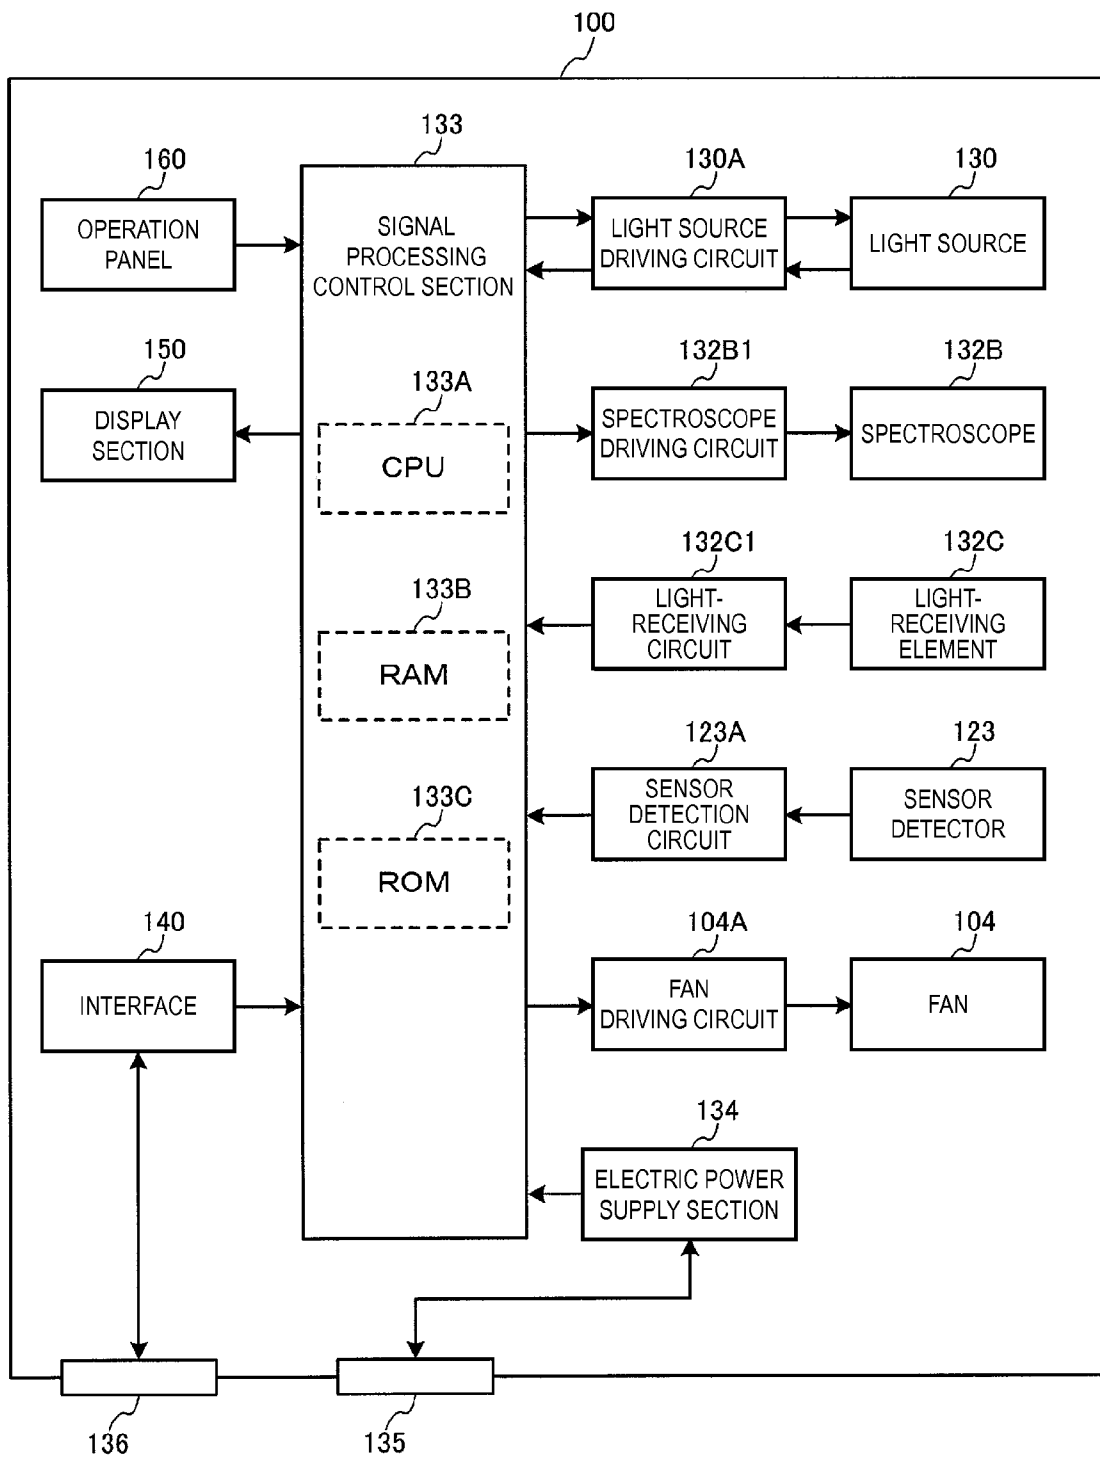 100
133
160
130A
130
OPERATION
PANEL
SIGNAL
PROCESSING
CONTROL SECTION
LIGHT SOURCE
DRIVING CIRCUIT
LIGHT SOURCE
150
132B1
132B
DISPLAY
SECTION
133A
CPU
SPECTROSCOPE
DRIVING CIRCUIT
SPECTROSCOPE
132C1
132C
133B
RAM
LIGHT-
RECEIVING
CIRCUIT
LIGHT-
RECEIVING
ELEMENT
123A
123
133C
ROM
SENSOR
DETECTION
CIRCUIT
SENSOR
DETECTOR
140
104A
104
INTERFACE
FAN
DRIVING CIRCUIT
FAN
134
ELECTRIC POWER
SUPPLY SECTION
136
135